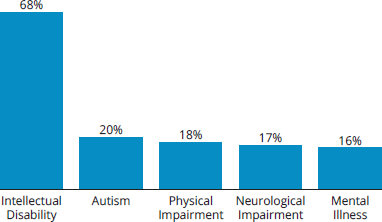 68%
20%
18%
17%
16%
Intellectual Disability
Autism
Physical Impairment
Neurological Impairment
Mental Illness